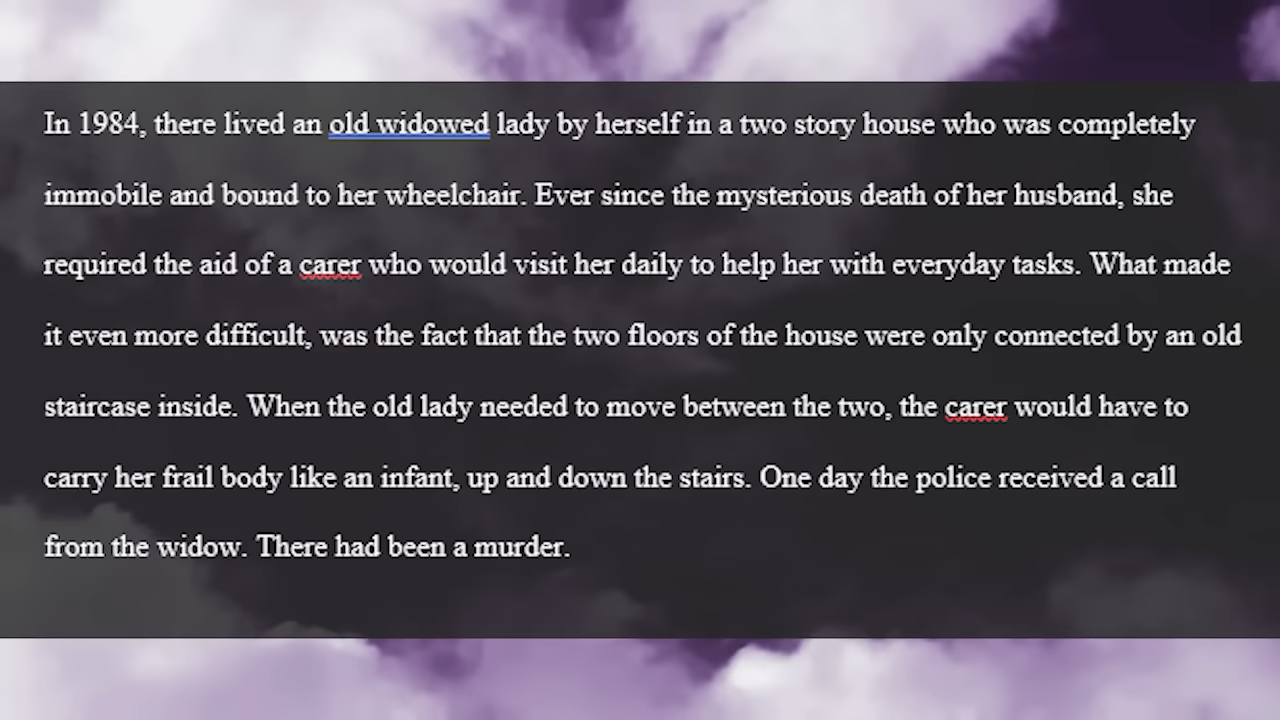 In 1984, there lived an old widowed lady by herself in a two story house who was completely
immobile and bound to her wheelchair. Ever since the mysterious death of her husband, she
required the aid of a carer who would visit her daily to help her with everyday tasks. What made
it even more difficult, was the fact that the two floors of the house were only connected by an old
staircase inside. When the old lady needed to move between the two, the carer would have to
carry her frail body like an infant, up and down the stairs. One day the police received a call
from the widow. There had been a murder.